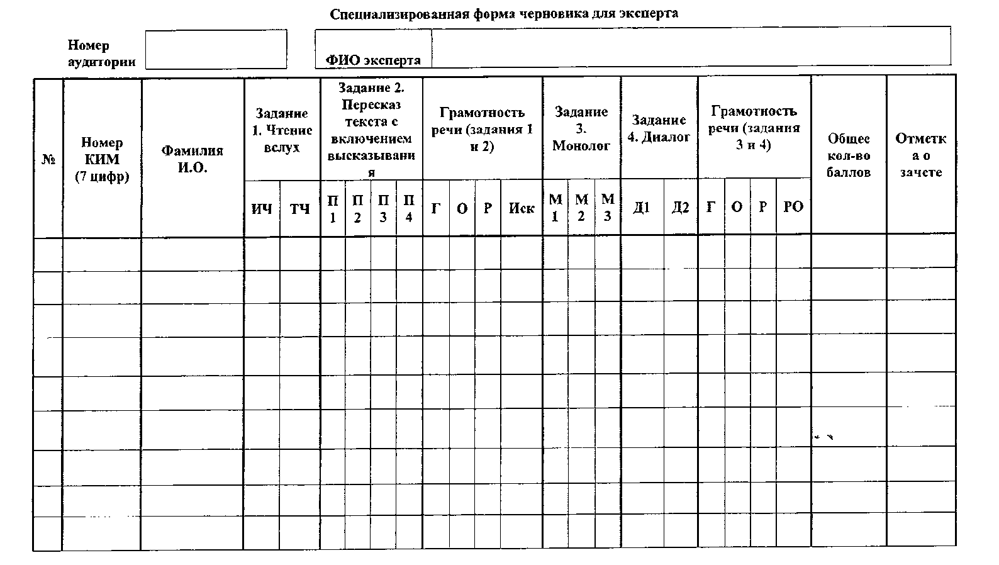 Специализированная форма черновика для эксперта
Номер
аудитории
ФИО эксперта
№
Номер
КИМ
(7 цифр)
Фамилия
И.О.
Задание
1. Чтение
вслух
Задание 2.
Пересказ
текста с
включением
высказывани
я
Грамотность
речи (задания 1
и 2)
Задание
3.
Монолог
Задание
4. Диалог
Грамотность
речи (задания
3 и 4)
Общее
кол-во
баллов
Отметк
а о
зачете
ИЧ
ТЧ
П
1
П
2
П
3
П
4
Г
О
Р
Иск
М
1
М
2
М
3
Д1
Д2
Г
О
Р
РО